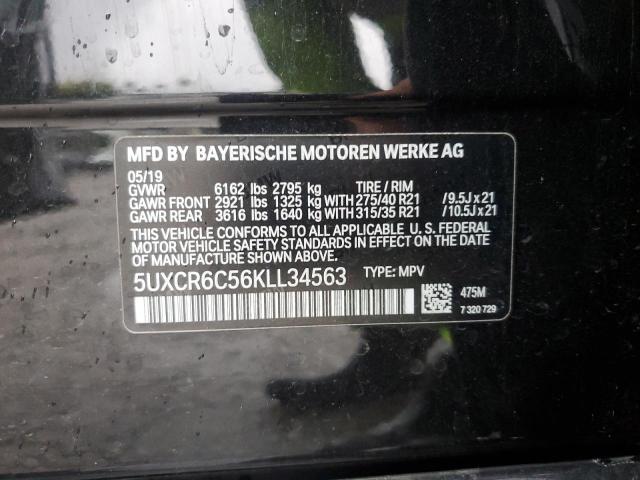 MFD BY BAYERISCHE MOTOREN WERKE AG
05/19
GVWR 6162 lbs 2795 kg TIRE / RIM
GAWR FRONT 2921 lbs 1325 kg WITH 275/40 R21 /9.5J x 21
GAWR REAR 3616 lbs 1640 kg WITH 315/35 R21 /10.5J x 21
THIS VEHICLE CONFORMS TO ALL APPLICABLE U. S. FEDERAL
MOTOR VEHICLE SAFETY STANDARDS IN EFFECT ON THE DATE
OF MANUFACTURE SHOWN ABOVE.
5UXCR6C56KLL34563 TYPE: MPV
475M
7 320 729